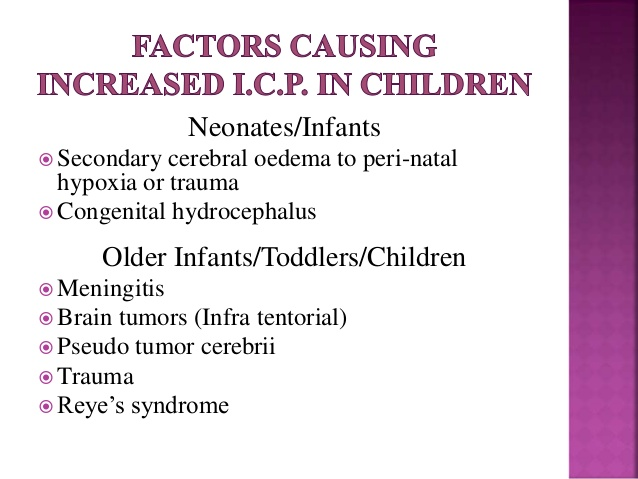 FACTORS CAUSING
INCREASED I.C.P. IN CHILDREN
Neonates/Infants
Secondary cerebral oedema to peri-natal
hypoxia or trauma
Congenital hydrocephalus
Older Infants/Toddlers/Children
Meningitis
Brain tumors (Infra tentorial)
Pseudo tumor cerebrii
Trauma
Reye’s syndrome